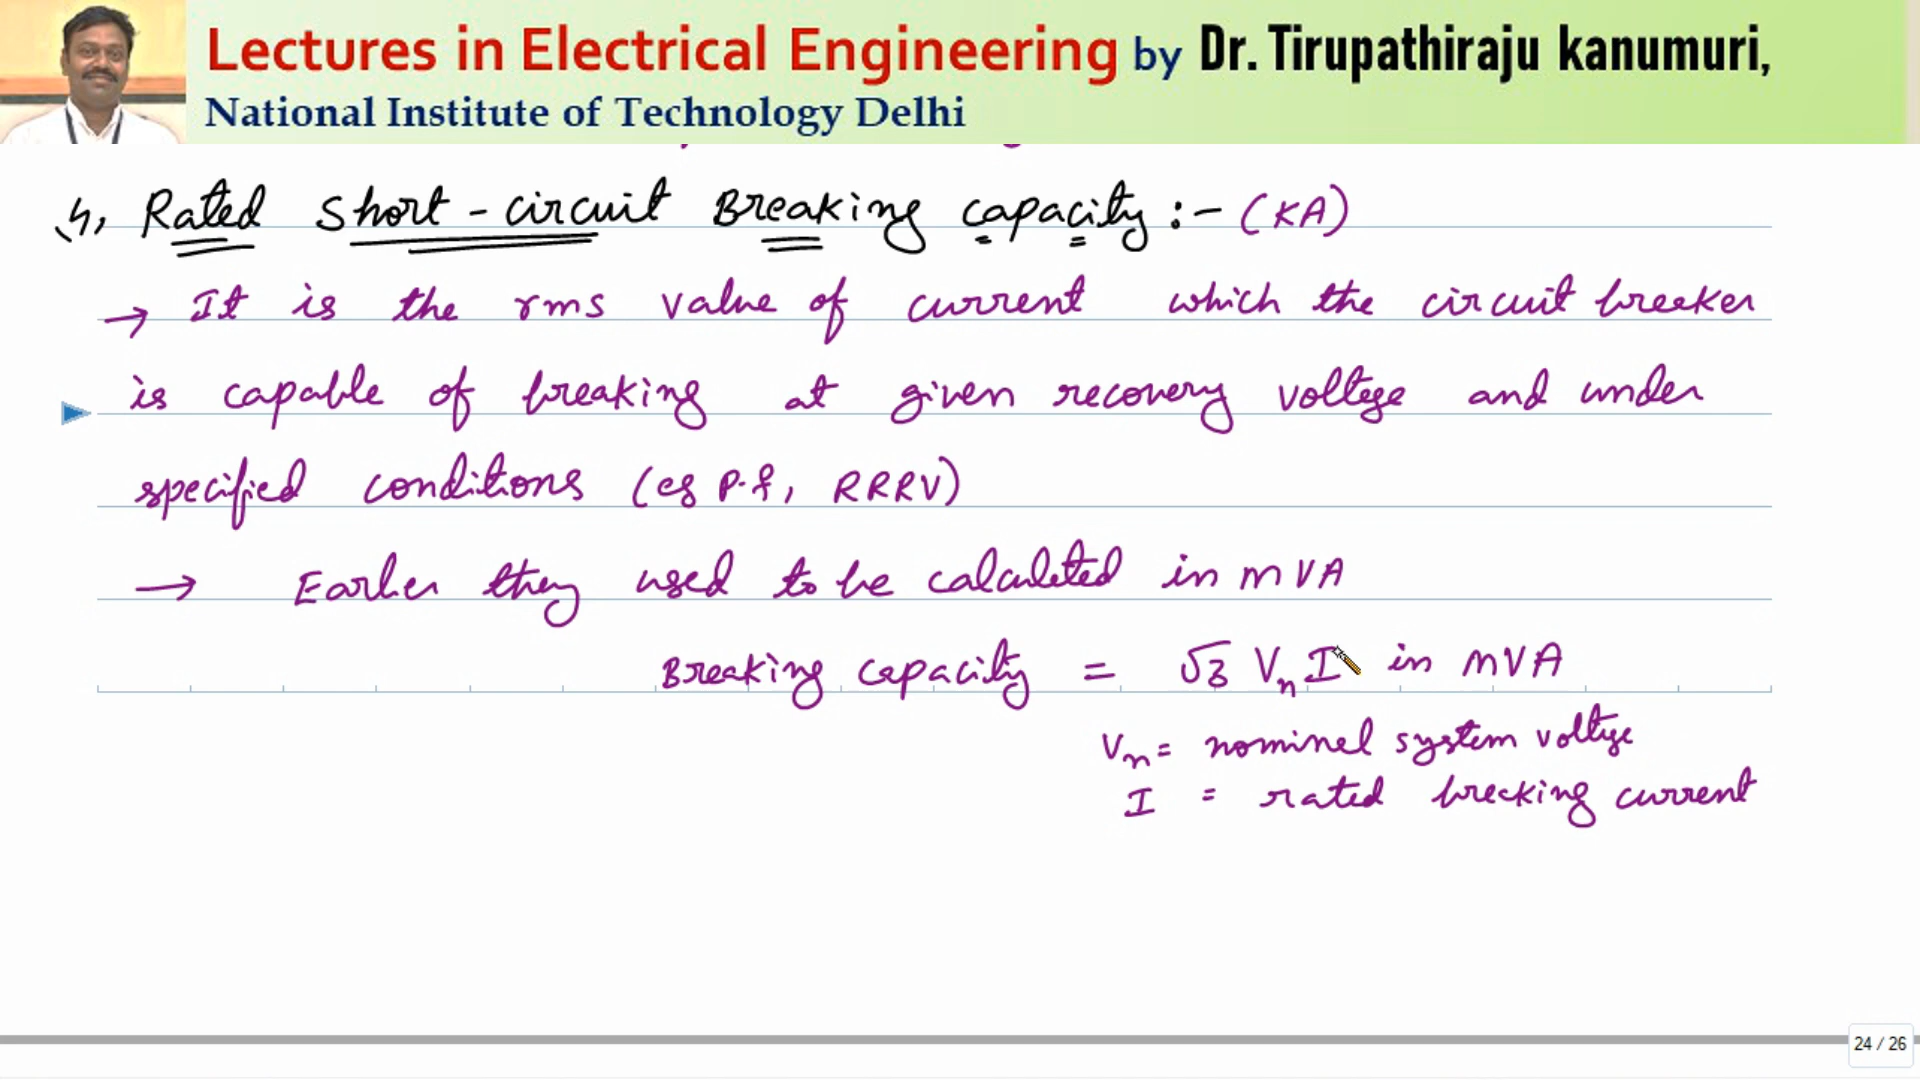 Lectures in Electrical Engineering by Dr. Tirupathiraju kanumuri,
National Institute of Technology Delhi
4, Rated short-circuit Breaking capacity :- (KA)
→ It is the rms value of current which the circuit breaker
is capable of breaking at given recovery voltage and under
specified conditions (eg P.f, RRRV)
→ Earlier they used to be calculated in MVA
Breaking capacity = √3 Vn I in MVA
Vn = nominal system voltage
I = rated breaking current
24 / 26